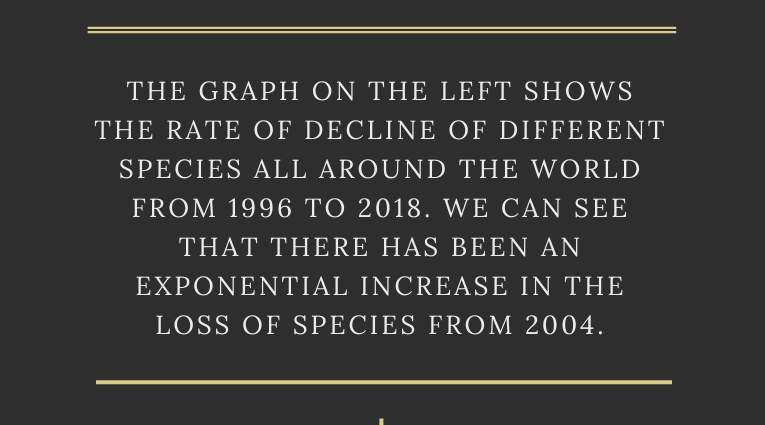 THE GRAPH ON THE LEFT SHOWS
THE RATE OF DECLINE OF DIFFERENT
SPECIES ALL AROUND THE WORLD
FROM 1996 TO 2018. WE CAN SEE
THAT THERE HAS BEEN AN
EXPONENTIAL INCREASE IN THE
LOSS OF SPECIES FROM 2004.